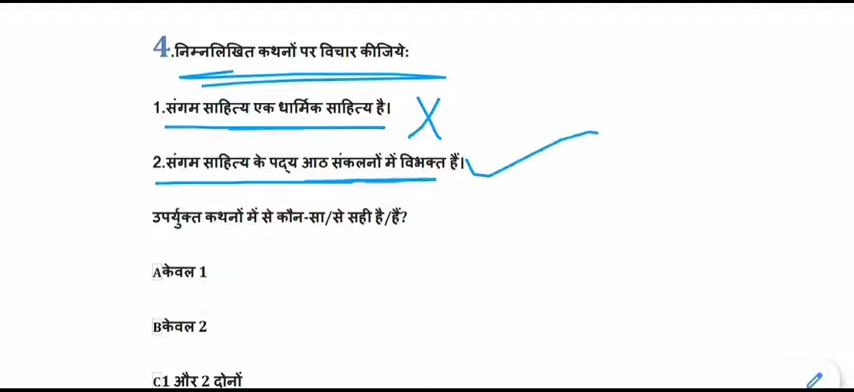 4.निम्नलिखित कथनों पर विचार कीजिये:
1.संगम साहित्य एक धार्मिक साहित्य है।
2.संगम साहित्य के पद्य आठ संकलनों में विभक्त हैं।
उपर्युक्त कथनों में से कौन-सा/से सही है/हैं?
Aकेवल 1
Bकेवल 2
C1 और 2 दोनों